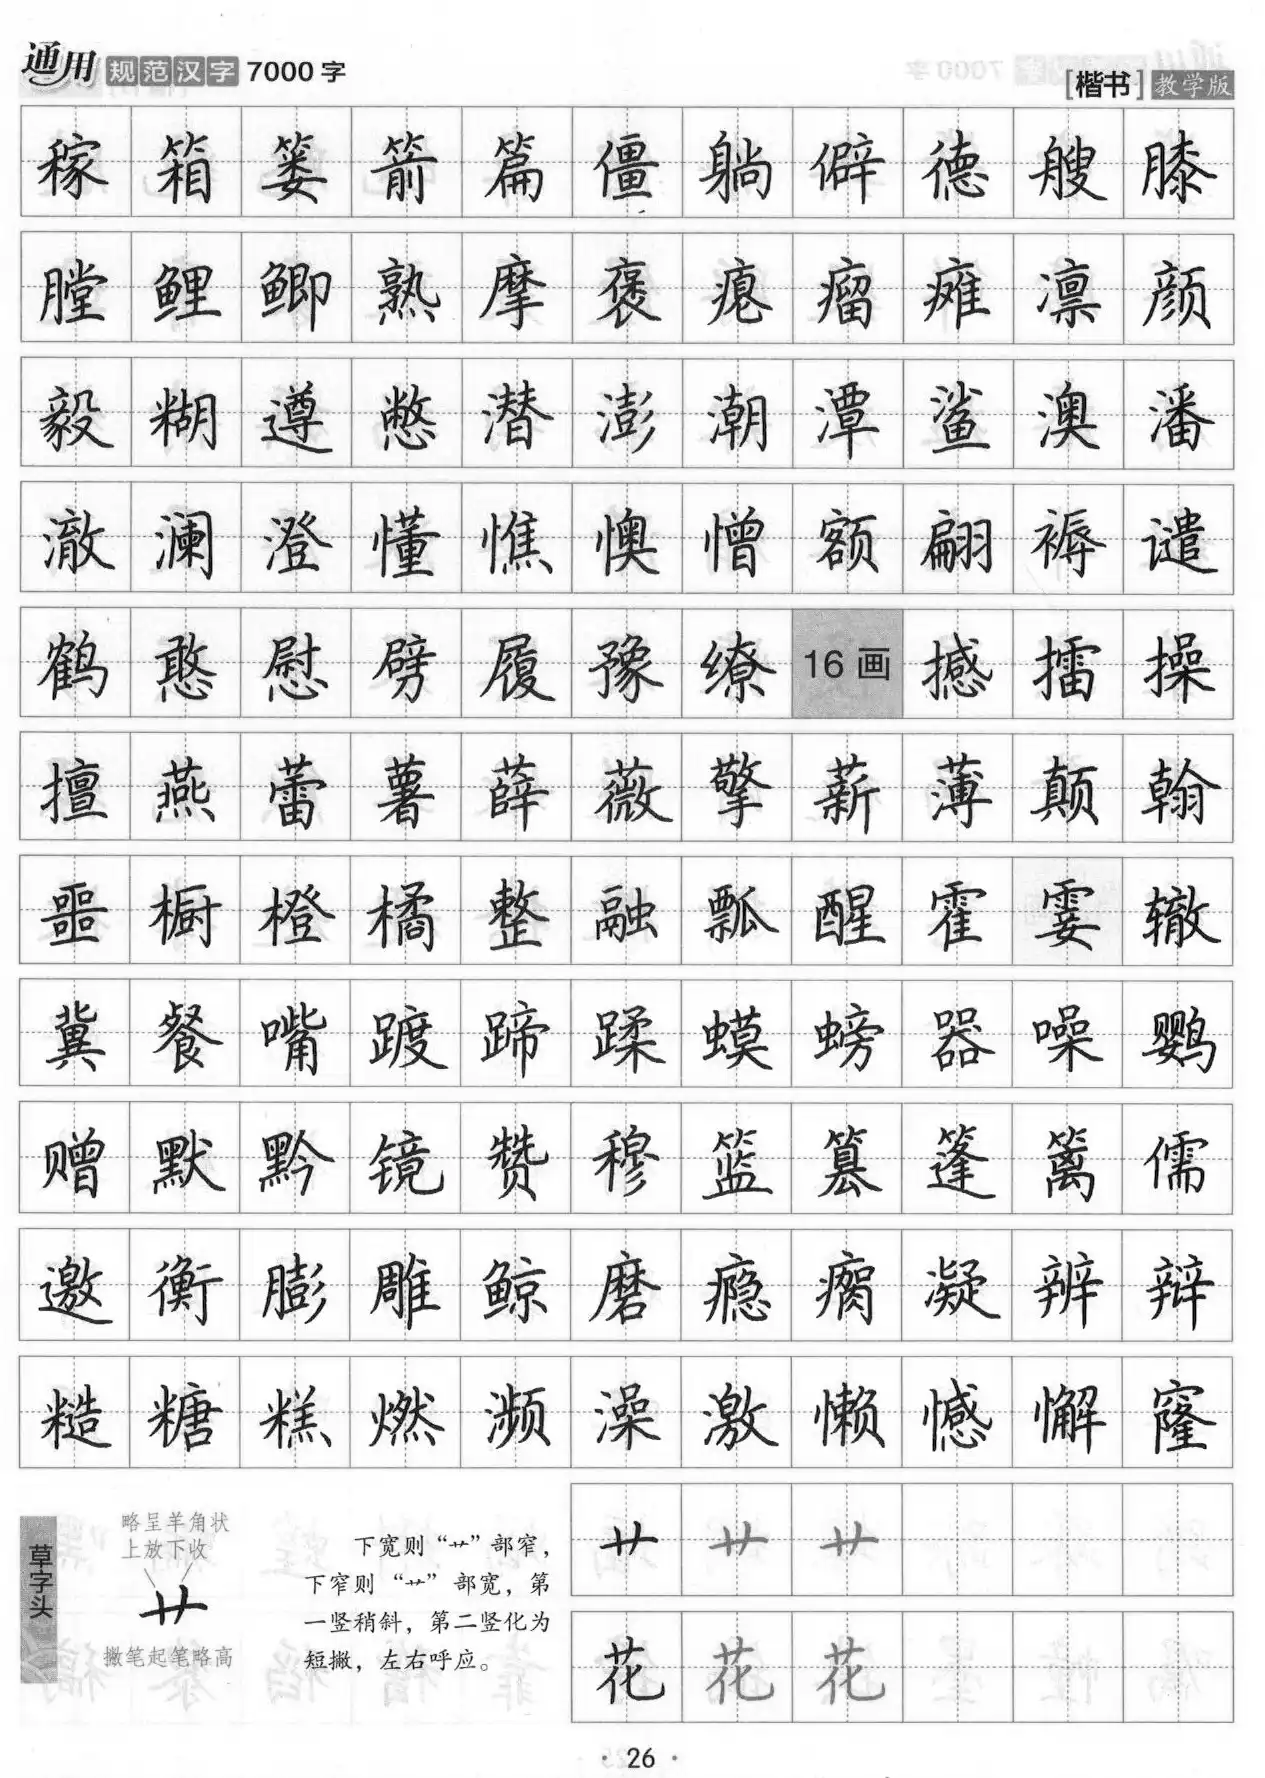 通用规范汉字7000字
[楷书]教学版
稼箱篓箭篇僵躺僻德艘膝
膛鲤鲫熟摩褒瘪瘤瘫凛颜
毅糊遵憋潜澎潮潭鲨澳潘
澈澜澄懂憔懊憎额翩褥谴
鹤憨慰劈履豫缭16画撼擂操
擅燕蕾薯薛薇擎薪薄颠翰
噩橱橙橘整融瓢醒霍霎辙
冀餐嘴踱蹄蹂蟆螃器噪鹦
赠默黔镜赞穆篮篡篷篱儒
邀衡膨雕鲸磨瘾瘸凝辨辩
糙糖糕燃濒澡激懒憾懈窿
草字头
略呈羊角状
上放下收
艹
撇笔起笔略高
下宽则“艹”部窄，
下窄则“艹”部宽，第
一竖稍斜，第二竖化为
短撇，左右呼应。
艹艹艹
花花花
·26·